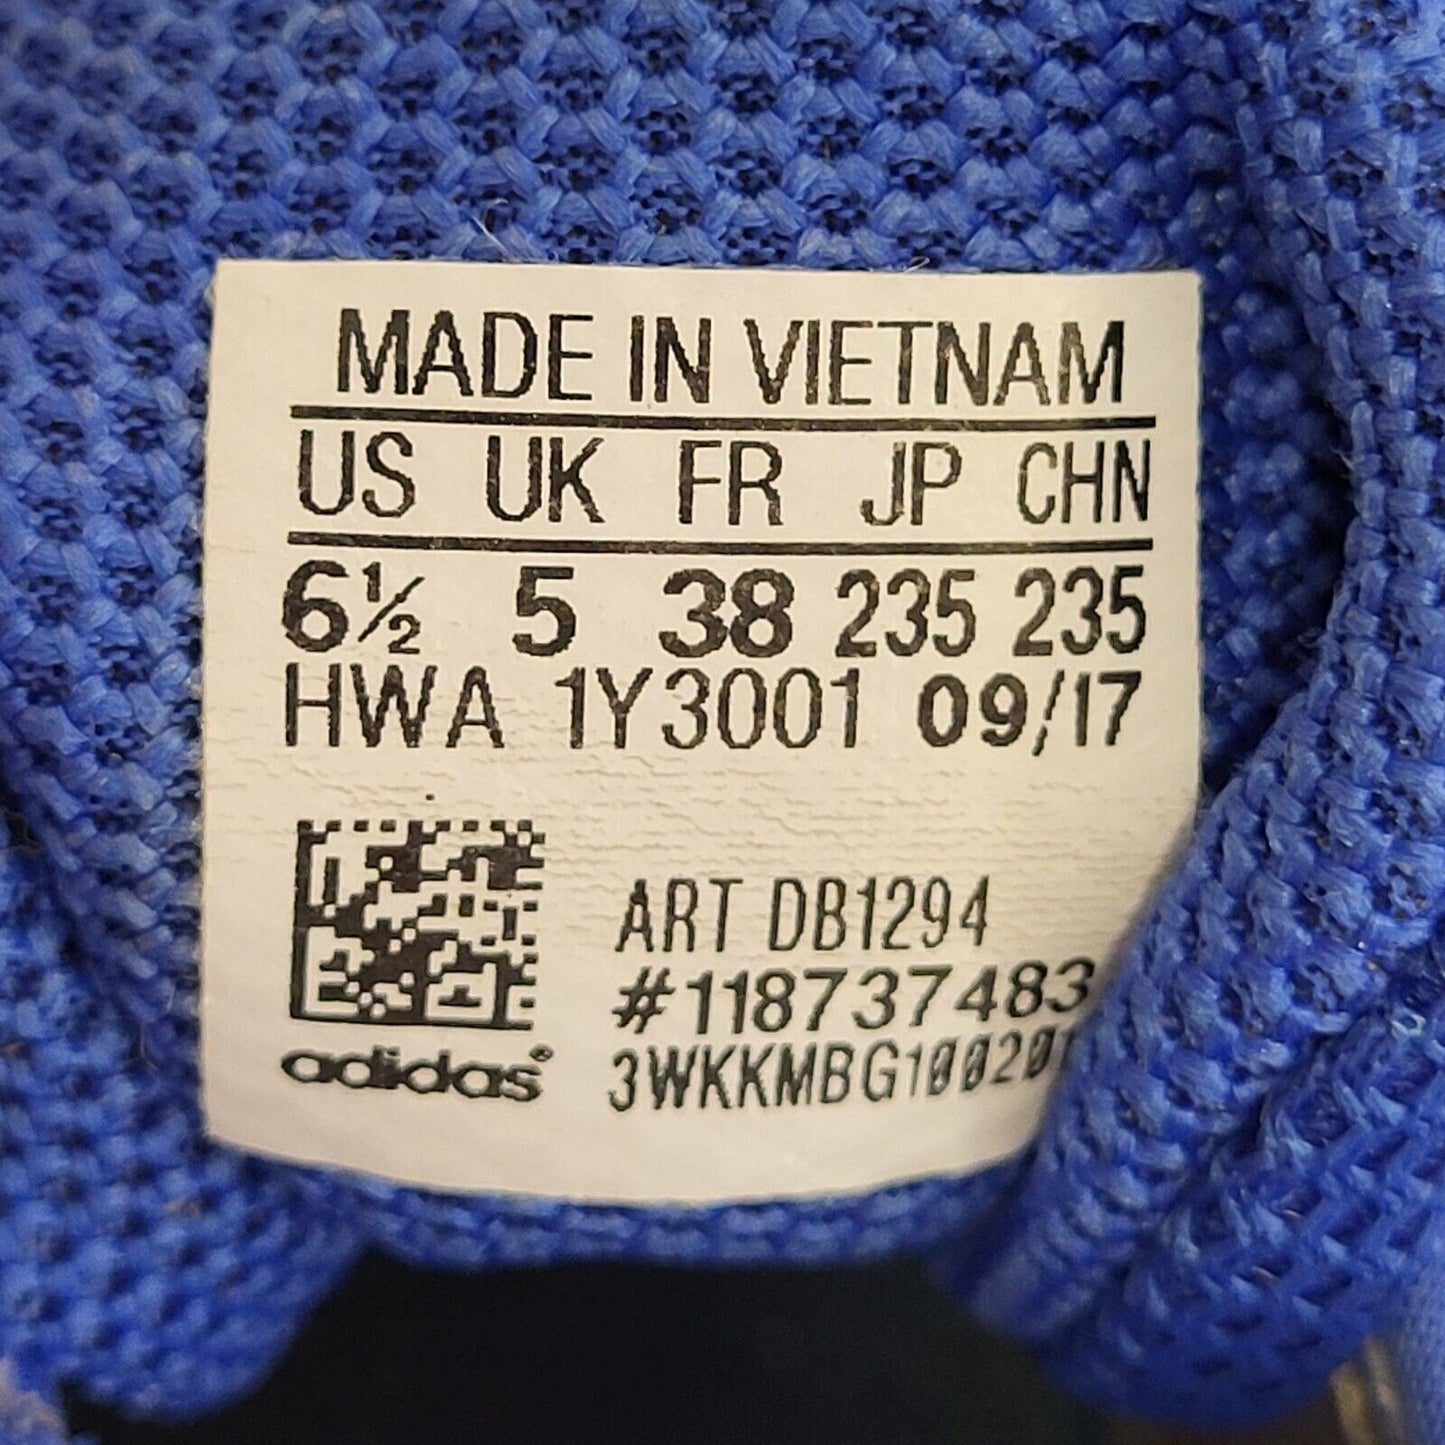 MADE IN VIETNAM
US UK FR JP CHN
6½ 5 38 235 235
HWA 1Y3001 09/17
ART DB1294
#118737483
adidas®